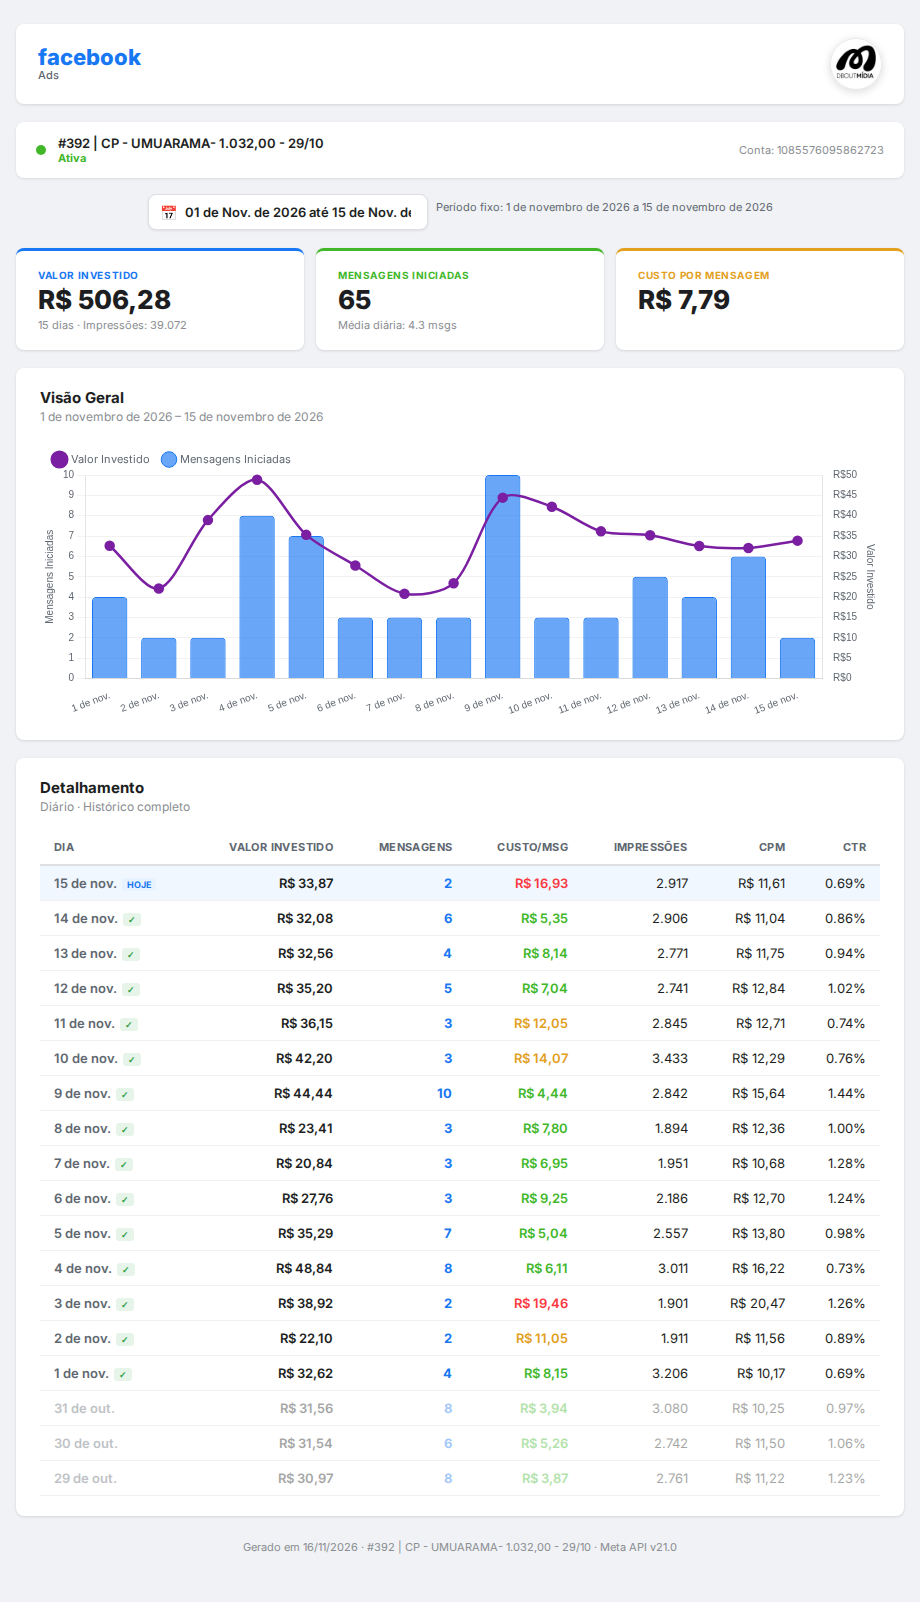 facebook
Ads
DBOUTMÍDIA
#392 | CP - UMUARAMA- 1.032,00 - 29/10
Ativa
Conta: 1085576095862723
01 de Nov. de 2026 até 15 de Nov. de
Período fixo: 1 de novembro de 2026 a 15 de novembro de 2026
VALOR INVESTIDO
R$ 506,28
15 dias · Impressões: 39.072
MENSAGENS INICIADAS
65
Média diária: 4.3 msgs
CUSTO POR MENSAGEM
R$ 7,79
Visão Geral
1 de novembro de 2026 – 15 de novembro de 2026
Valor Investido Mensagens Iniciadas
10 R$50
9 R$45
8 R$40
7 R$35
6 R$30
5 R$25
4 R$20
3 R$15
2 R$10
1 R$5
0 R$0
Mensagens Iniciadas
Valor Investido
1 de nov. 2 de nov. 3 de nov. 4 de nov. 5 de nov. 6 de nov. 7 de nov. 8 de nov. 9 de nov. 10 de nov. 11 de nov. 12 de nov. 13 de nov. 14 de nov. 15 de nov.
Detalhamento
Diário · Histórico completo
DIA VALOR INVESTIDO MENSAGENS CUSTO/MSG IMPRESSÕES CPM CTR
15 de nov. HOJE R$ 33,87 2 R$ 16,93 2.917 R$ 11,61 0.69%
14 de nov. ✓ R$ 32,08 6 R$ 5,35 2.906 R$ 11,04 0.86%
13 de nov. ✓ R$ 32,56 4 R$ 8,14 2.771 R$ 11,75 0.94%
12 de nov. ✓ R$ 35,20 5 R$ 7,04 2.741 R$ 12,84 1.02%
11 de nov. ✓ R$ 36,15 3 R$ 12,05 2.845 R$ 12,71 0.74%
10 de nov. ✓ R$ 42,20 3 R$ 14,07 3.433 R$ 12,29 0.76%
9 de nov. ✓ R$ 44,44 10 R$ 4,44 2.842 R$ 15,64 1.44%
8 de nov. ✓ R$ 23,41 3 R$ 7,80 1.894 R$ 12,36 1.00%
7 de nov. ✓ R$ 20,84 3 R$ 6,95 1.951 R$ 10,68 1.28%
6 de nov. ✓ R$ 27,76 3 R$ 9,25 2.186 R$ 12,70 1.24%
5 de nov. ✓ R$ 35,29 7 R$ 5,04 2.557 R$ 13,80 0.98%
4 de nov. ✓ R$ 48,84 8 R$ 6,11 3.011 R$ 16,22 0.73%
3 de nov. ✓ R$ 38,92 2 R$ 19,46 1.901 R$ 20,47 1.26%
2 de nov. ✓ R$ 22,10 2 R$ 11,05 1.911 R$ 11,56 0.89%
1 de nov. ✓ R$ 32,62 4 R$ 8,15 3.206 R$ 10,17 0.69%
31 de out. R$ 31,56 8 R$ 3,94 3.080 R$ 10,25 0.97%
30 de out. R$ 31,54 6 R$ 5,26 2.742 R$ 11,50 1.06%
29 de out. R$ 30,97 8 R$ 3,87 2.761 R$ 11,22 1.23%
Gerado em 16/11/2026 · #392 | CP - UMUARAMA- 1.032,00 - 29/10 · Meta API v21.0